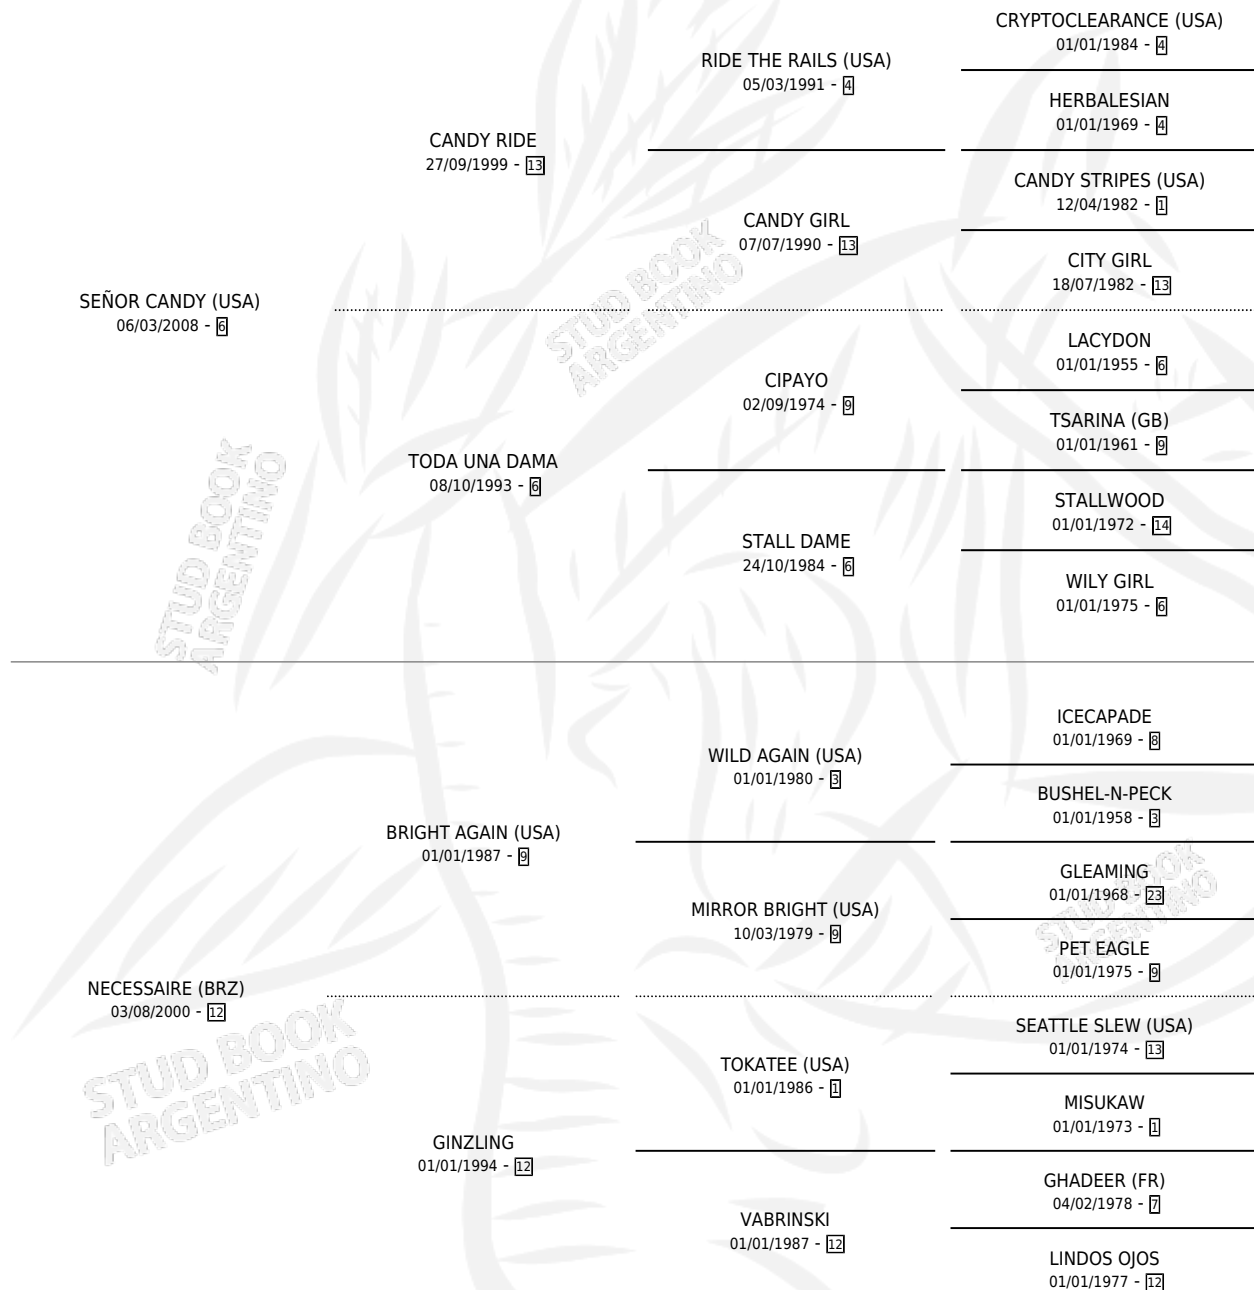 CRYPTOCLEARANCE (USA)
01/01/1984 - 4
RIDE THE RAILS (USA)
05/03/1991 - 4
HERBALESIAN
01/01/1969 - 4
CANDY RIDE
27/09/1999 - 13
CANDY STRIPES (USA)
12/04/1982 - 1
CANDY GIRL
07/07/1990 - 13
CITY GIRL
18/07/1982 - 13
SEÑOR CANDY (USA)
06/03/2008 - 6
LACYDON
01/01/1955 - 6
CIPAYO
02/09/1974 - 9
TSARINA (GB)
01/01/1961 - 9
TODA UNA DAMA
08/10/1993 - 6
STALLWOOD
01/01/1972 - 14
STALL DAME
24/10/1984 - 6
WILY GIRL
01/01/1975 - 6
ICECAPADE
01/01/1969 - 8
WILD AGAIN (USA)
01/01/1980 - 3
BUSHEL-N-PECK
01/01/1958 - 3
BRIGHT AGAIN (USA)
01/01/1987 - 9
GLEAMING
01/01/1968 - 23
MIRROR BRIGHT (USA)
10/03/1979 - 9
PET EAGLE
01/01/1975 - 9
NECESSAIRE (BRZ)
03/08/2000 - 12
SEATTLE SLEW (USA)
01/01/1974 - 13
TOKATEE (USA)
01/01/1986 - 1
MISUKAW
01/01/1973 - 1
GINZLING
01/01/1994 - 12
GHADEER (FR)
04/02/1978 - 7
VABRINSKI
01/01/1987 - 12
LINDOS OJOS
01/01/1977 - 12
STUD BOOK
ARGENTINO
STUD BOOK
ARGENTINO
STUD BOOK
ARGENTINO
STUD BOOK
ARGENTINO